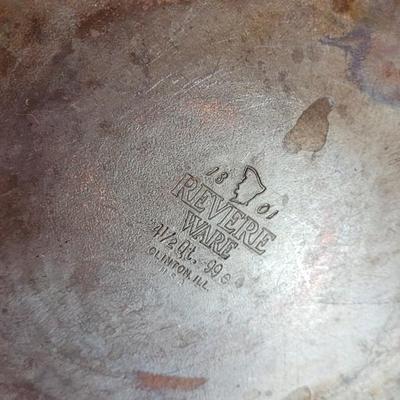 18 01
REVERE
WARE
4 1/2 Qt. - 99 e
CLINTON, ILL.
U.S.A.